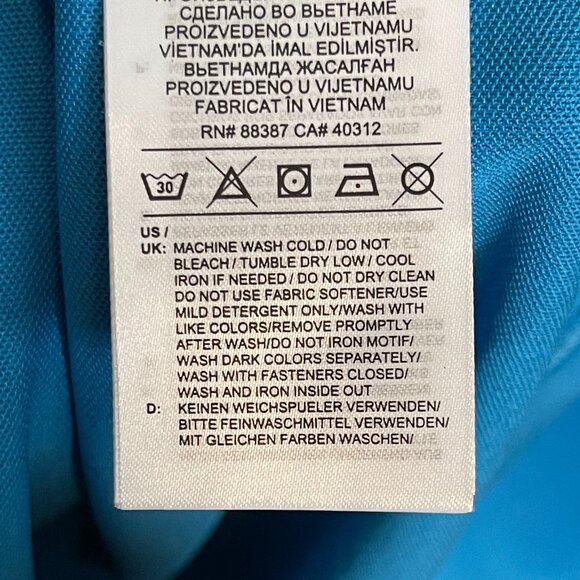 СДЕЛАНО ВО ВЬЕТНАМЕ
PROIZVEDENO U VIJETNAMU
VİETNAM'DA İMAL EDİLMİŞTİR.
ВЬЕТНАМДА ЖАСАЛҒАН
PROIZVEDENO U VIJETNAMU
FABRICAT ÎN VIETNAM
RN# 88387 CA# 40312
30
US /
UK: MACHINE WASH COLD / DO NOT
BLEACH / TUMBLE DRY LOW / COOL
IRON IF NEEDED / DO NOT DRY CLEAN
DO NOT USE FABRIC SOFTENER/USE
MILD DETERGENT ONLY/WASH WITH
LIKE COLORS/REMOVE PROMPTLY
AFTER WASH/DO NOT IRON MOTIF/
WASH DARK COLORS SEPARATELY/
WASH WITH FASTENERS CLOSED/
WASH AND IRON INSIDE OUT
D: KEINEN WEICHSPUELER VERWENDEN/
BITTE FEINWASCHMITTEL VERWENDEN/
MIT GLEICHEN FARBEN WASCHEN/